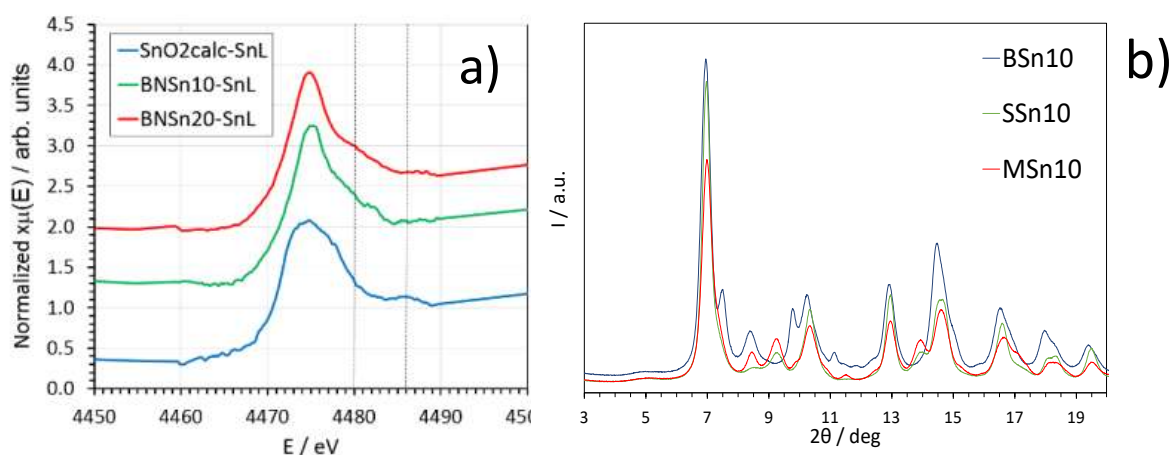 a)
4.5
4.0
3.5
3.0
2.5
2.0
1.5
1.0
0.5
0.0
Normalized xμ(E) / arb. units
SnO2calc-SnL
BNSn10-SnL
BNSn20-SnL
4450 4460 4470 4480 4490 450
E / eV
b)
I / a.u.
BSn10
SSn10
MSn10
3 5 7 9 11 13 15 17 19
2θ / deg